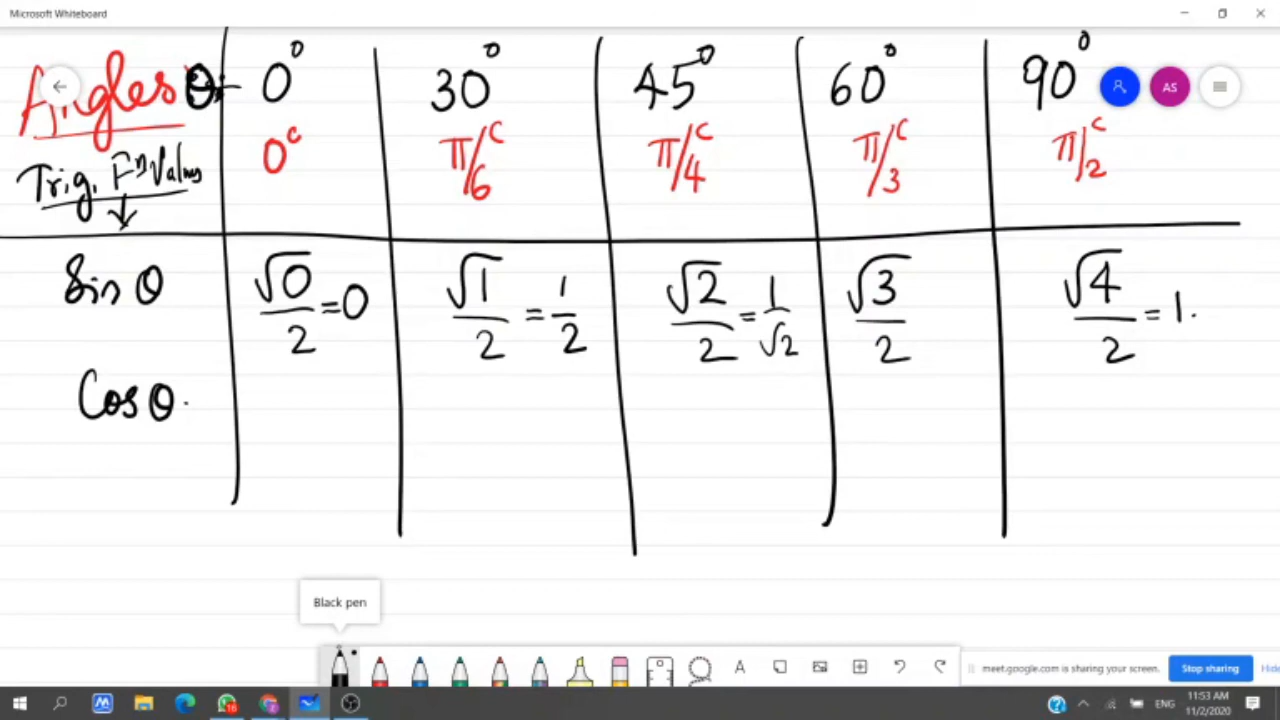 Microsoft Whiteboard
Angles θ:- 0° 30° 45° 60° 90°
AS
0ᶜ π/6ᶜ π/4ᶜ π/3ᶜ π/2ᶜ
Trig. Fⁿ Values
↓
Sin θ √0/2 = 0 √1/2 = 1/2 √2/2 = 1/√2 √3/2 √4/2 = 1.
Cos θ.
Black pen
A
meet.google.com is sharing your screen. Stop sharing Hide
16
ENG 11:53 AM
11/2/2020